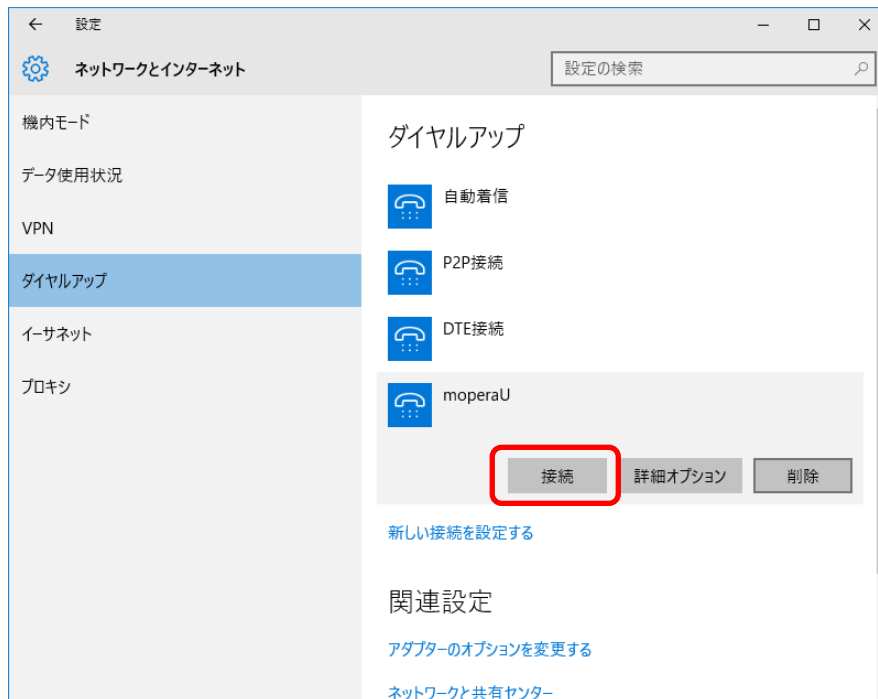 設定
ネットワークとインターネット
設定の検索
機内モード
データ使用状況
VPN
ダイヤルアップ
イーサネット
プロキシ
ダイヤルアップ
自動着信
P2P接続
DTE接続
moperaU
接続 詳細オプション 削除
新しい接続を設定する
関連設定
アダプターのオプションを変更する
ネットワークと共有センター